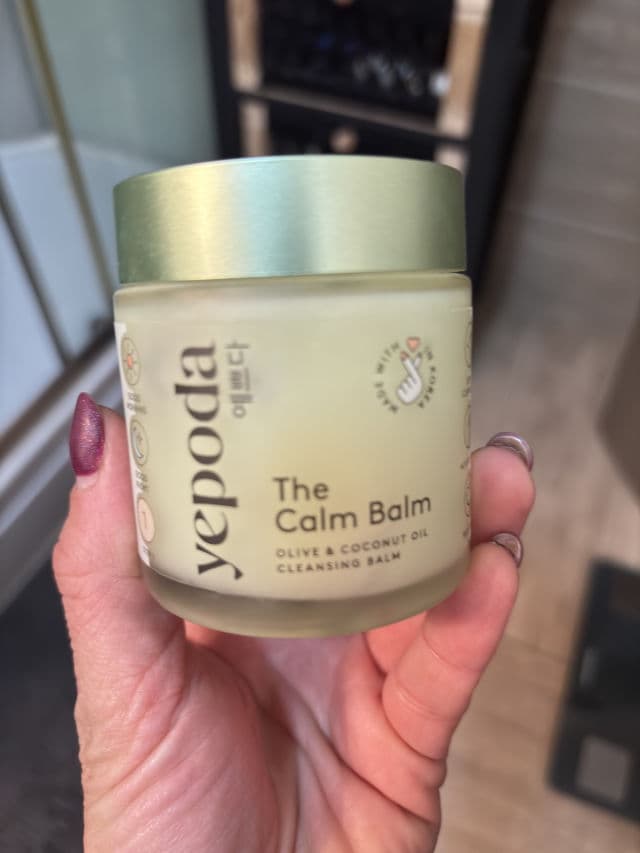 yepoda
예쁘다
MADE WITH
IN KOREA
The
Calm Balm
OLIVE & COCONUT OIL
CLEANSING BALM